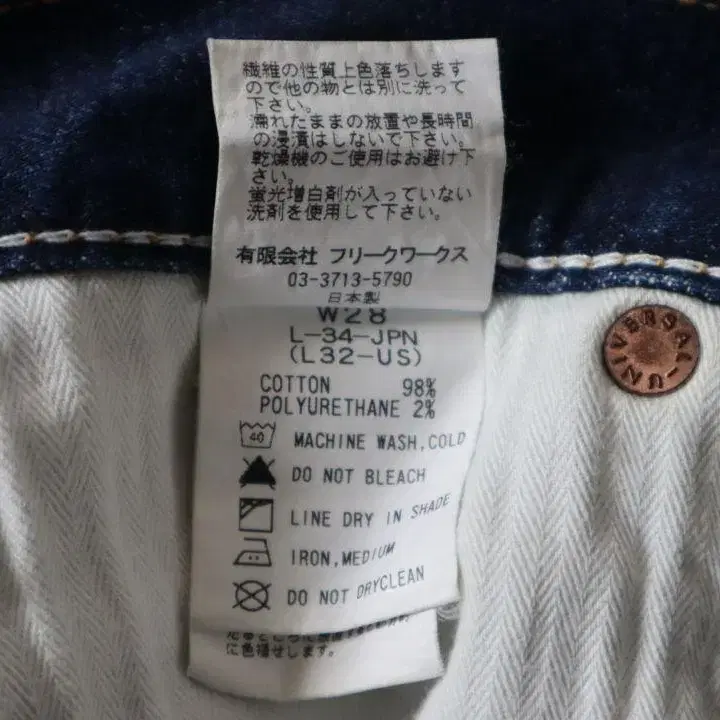 繊維の性質上色落ちします
ので他の物とは別に洗って
下さい。
濡れたままの放置や長時間
の浸漬はしないで下さい。
乾燥機のご使用はお避け下
さい。
蛍光増白剤が入っていない
洗剤を使用して下さい。
有限会社 フリークワークス
03-3713-5790
日本製
W28
L-34-JPN
(L32-US)
COTTON 98%
POLYURETHANE 2%
40
MACHINE WASH,COLD
DO NOT BLEACH
LINE DRY IN SHADE
IRON,MEDIUM
DO NOT DRYCLEAN
に色褪せします。
UNIVERSAL